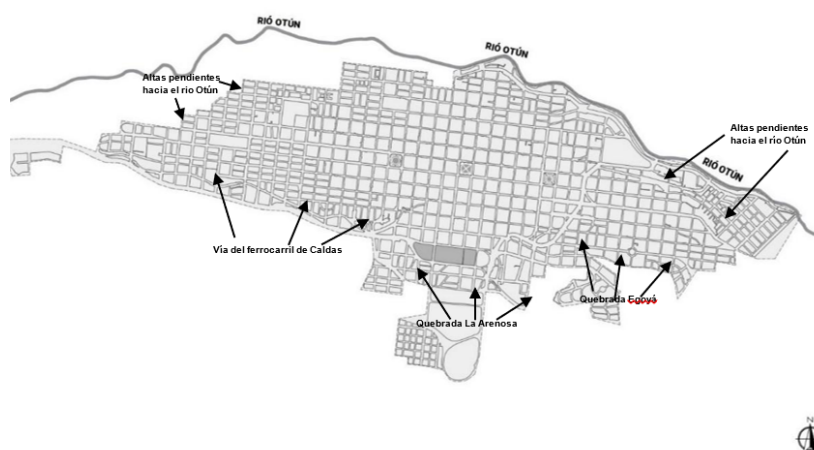 RIÓ OTÚN
RIÓ OTÚN
Altas pendientes
hacia el rio Otún
Altas pendientes
hacia el río Otún
RIÓ OTÚN
Vía del ferrocarril de Caldas
Quebrada Egoyá
Quebrada La Arenosa
N